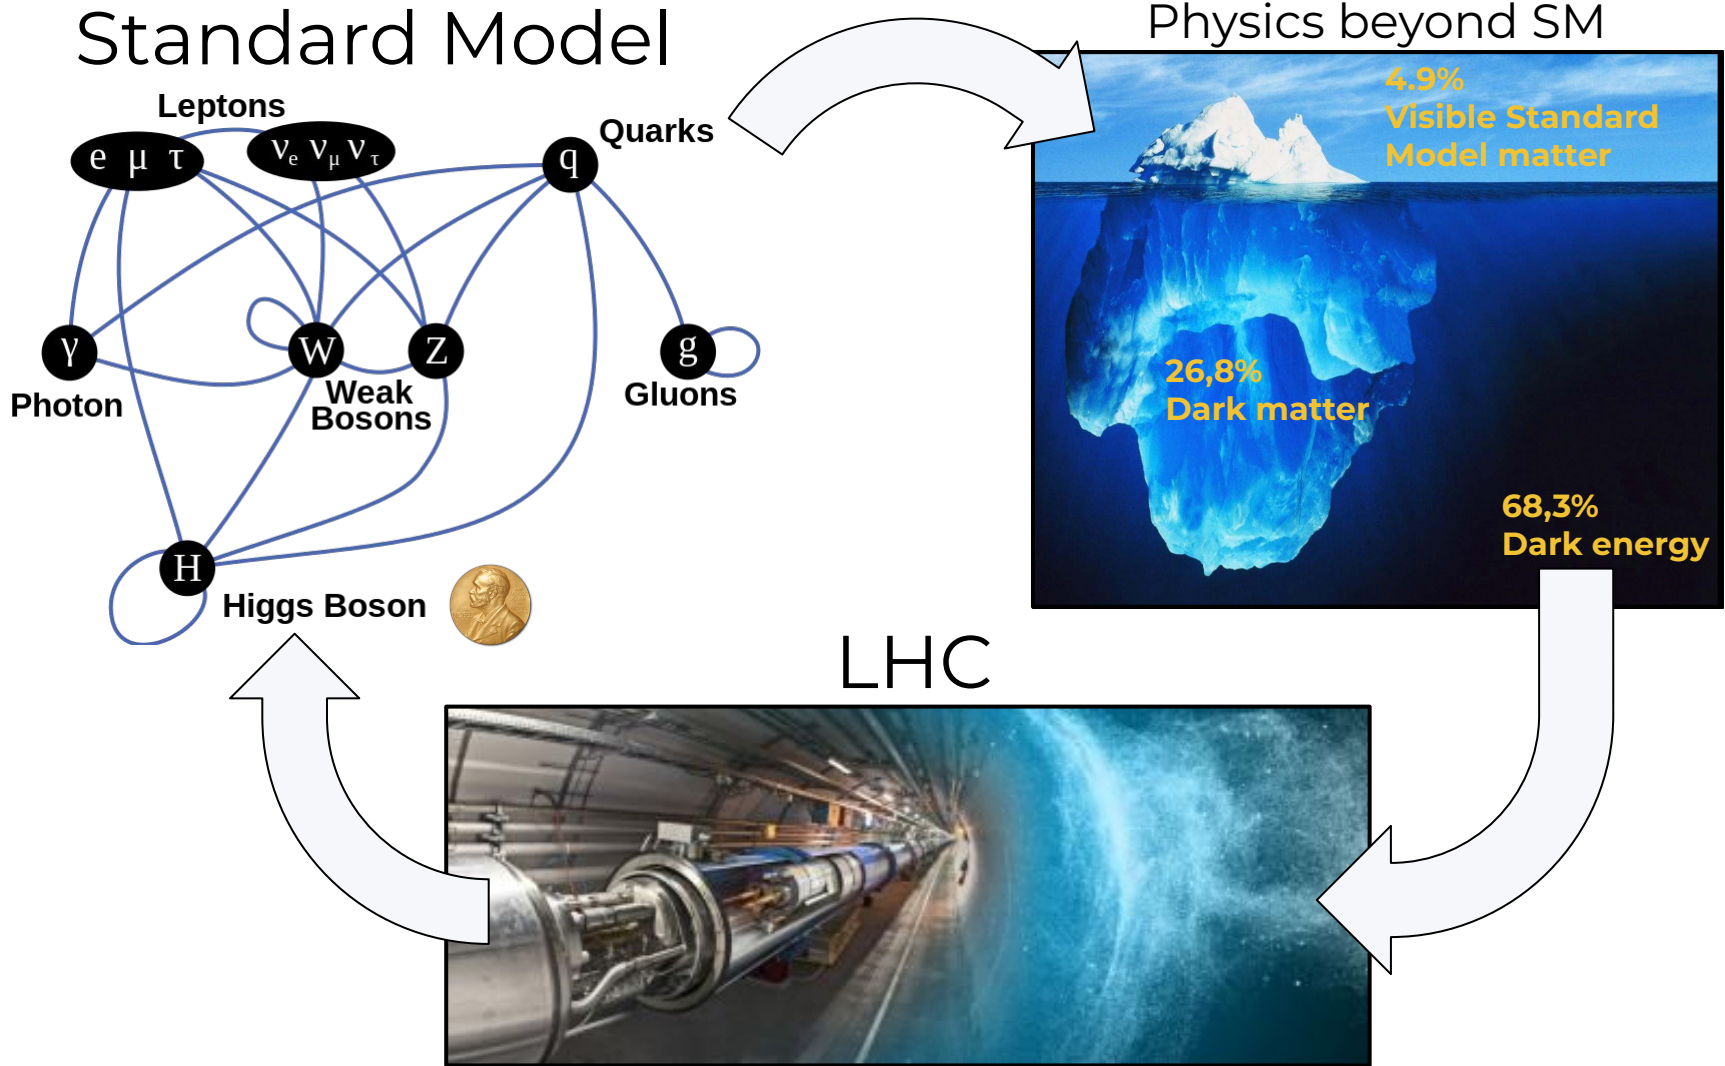 Standard Model
Leptons
e μ τ
νe νμ ντ
q
Quarks
γ
Photon
W
Z
Weak
Bosons
g
Gluons
H
Higgs Boson
Physics beyond SM
4.9%
Visible Standard
Model matter
26,8%
Dark matter
68,3%
Dark energy
LHC